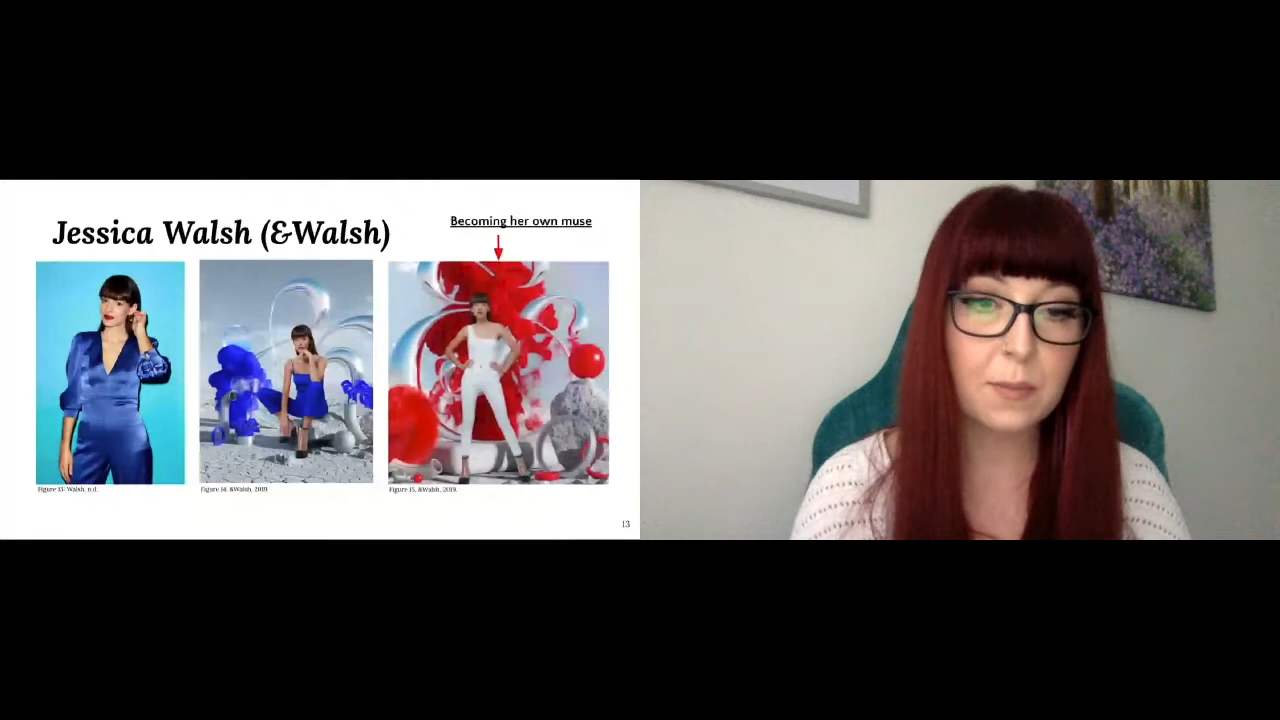 Jessica Walsh (&Walsh)
Becoming her own muse
Figure 13: Walsh, n.d.
Figure 14, &Walsh, 2019.
Figure 15, &Walsh, 2019.
13